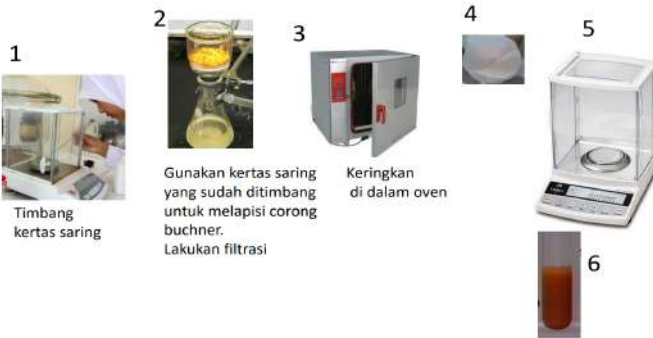 1
Timbang
kertas saring
2
Gunakan kertas saring
yang sudah ditimbang
untuk melapisi corong
buchner.
Lakukan filtrasi
3
Keringkan
di dalam oven
4
5
6